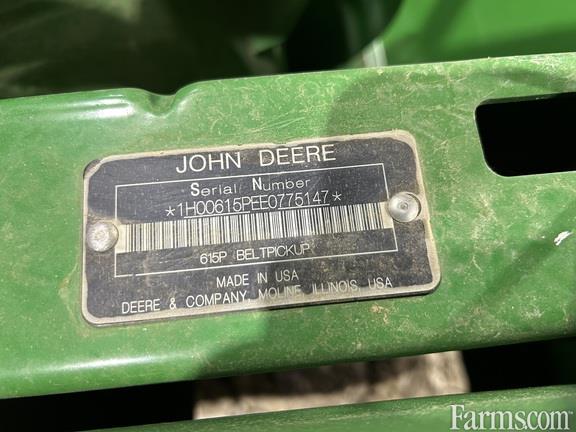 JOHN DEERE
Serial Number
*1H00615PEE0775147*
615P BELTPICKUP
MADE IN USA
DEERE & COMPANY, MOLINE, ILLINOIS, USA
Farms.com